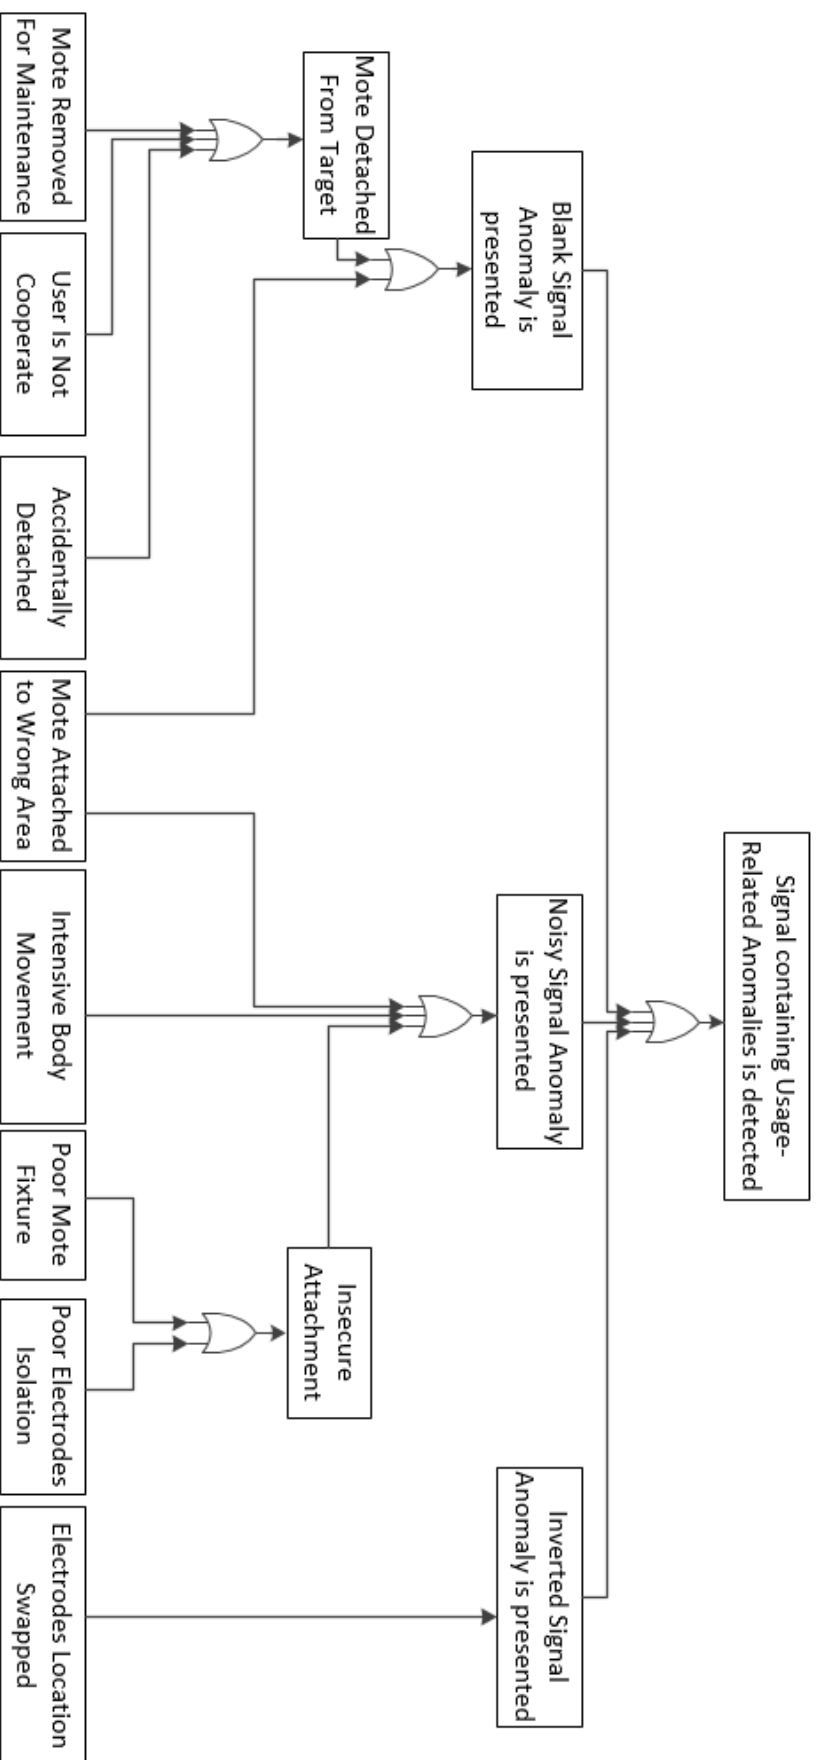 Signal containing Usage-
Related Anomalies is detected
Blank Signal
Anomaly is
presented
Noisy Signal Anomaly
is presented
Inverted Signal
Anomaly is presented
Mote Detached
From Target
Insecure
Attachment
Mote Removed
For Maintenance
User Is Not
Cooperate
Accidentally
Detached
Mote Attached
to Wrong Area
Intensive Body
Movement
Poor Mote
Fixture
Poor Electrodes
Isolation
Electrodes Location
Swapped